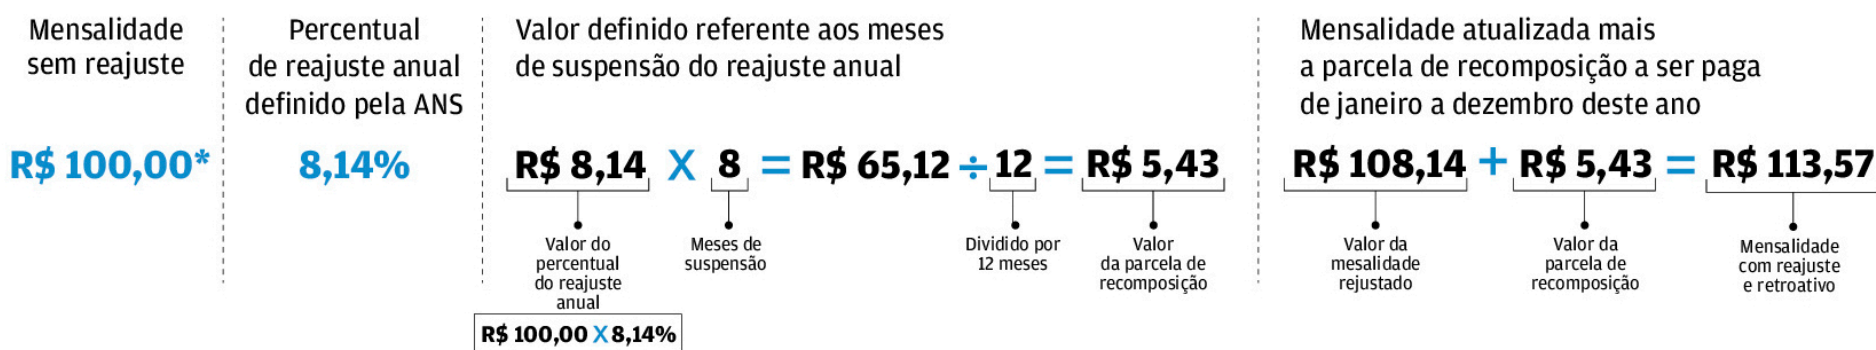 Mensalidade
sem reajuste
R$ 100,00*
Percentual
de reajuste anual
definido pela ANS
8,14%
Valor definido referente aos meses
de suspensão do reajuste anual
R$ 8,14 X 8 = R$ 65,12 ÷ 12 = R$ 5,43
Valor do
percentual
do reajuste
anual
R$ 100,00 X 8,14%
Meses de
suspensão
Dividido por
12 meses
Valor
da parcela de
recomposição
Mensalidade atualizada mais
a parcela de recomposição a ser paga
de janeiro a dezembro deste ano
R$ 108,14 + R$ 5,43 = R$ 113,57
Valor da
mesalidade
rejustado
Valor da
parcela de
recomposição
Mensalidade
com reajuste
e retroativo